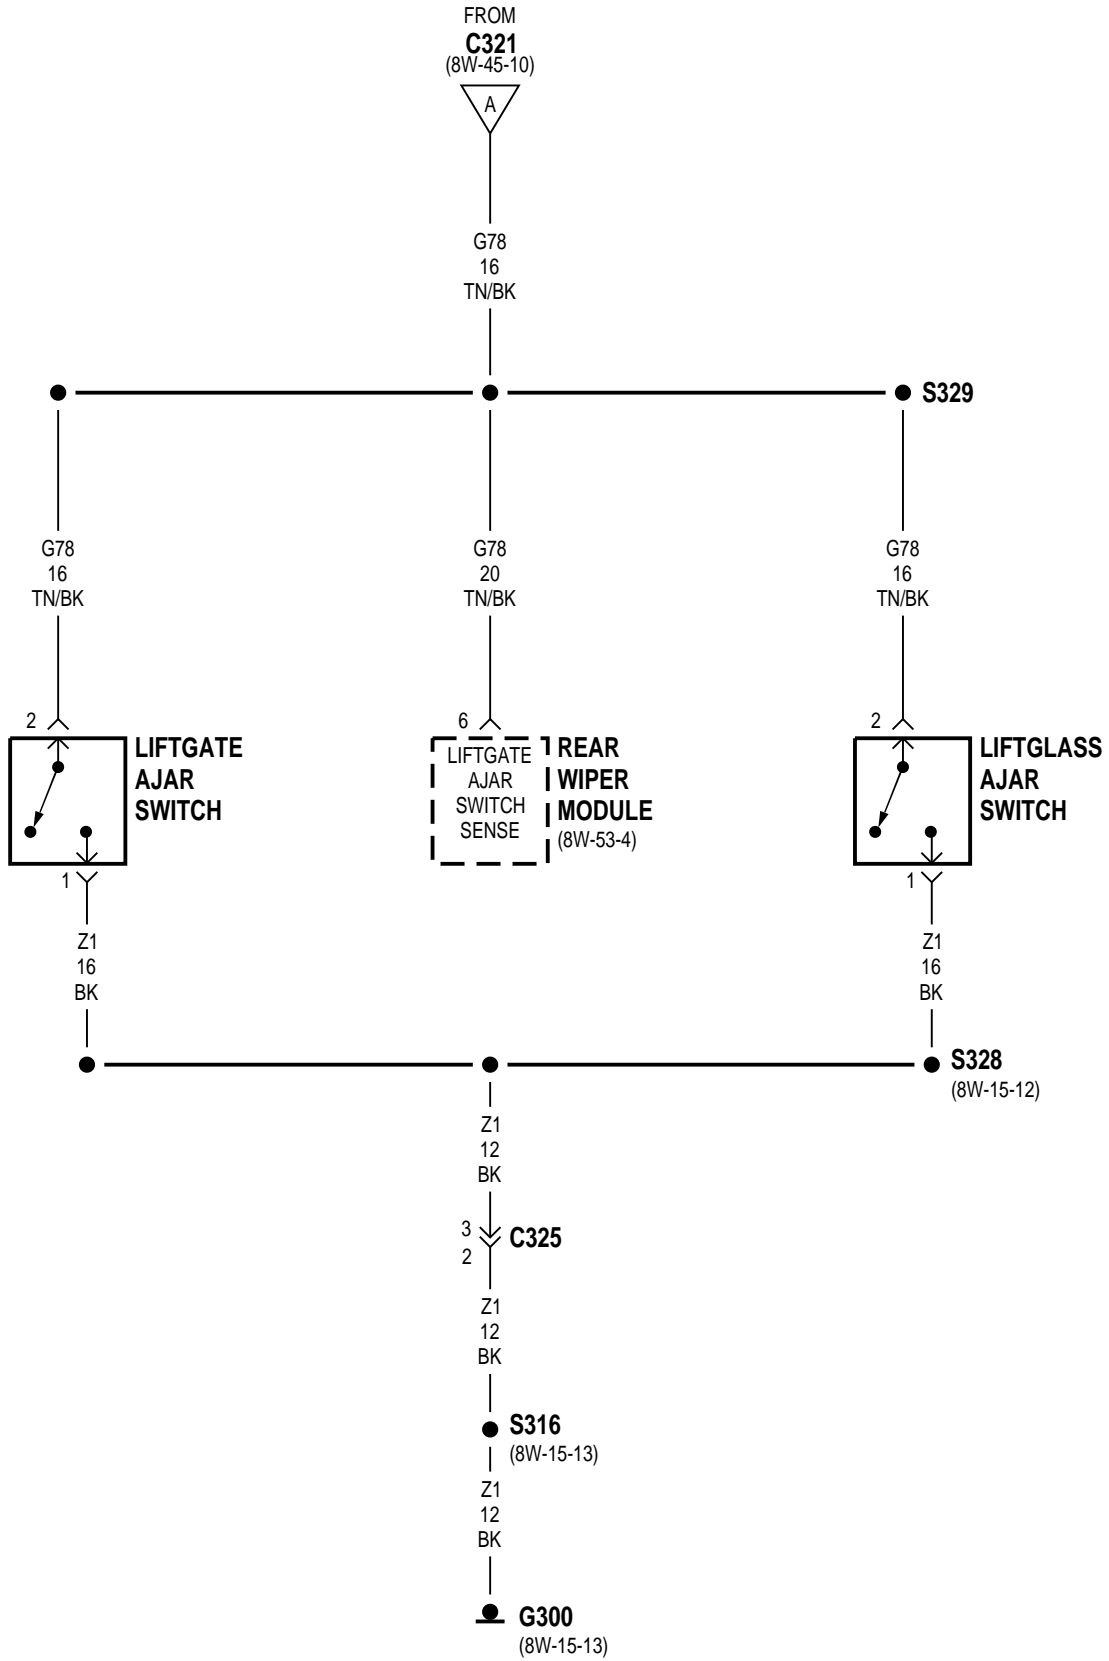 FROM
C321
(8W-45-10)
A
G78
16
TN/BK
S329
G78
16
TN/BK
G78
20
TN/BK
G78
16
TN/BK
2
LIFTGATE
AJAR
SWITCH
1
6
LIFTGATE
AJAR
SWITCH
SENSE
REAR
WIPER
MODULE
(8W-53-4)
2
LIFTGLASS
AJAR
SWITCH
1
Z1
16
BK
Z1
16
BK
S328
(8W-15-12)
Z1
12
BK
3
C325
2
Z1
12
BK
S316
(8W-15-13)
Z1
12
BK
G300
(8W-15-13)